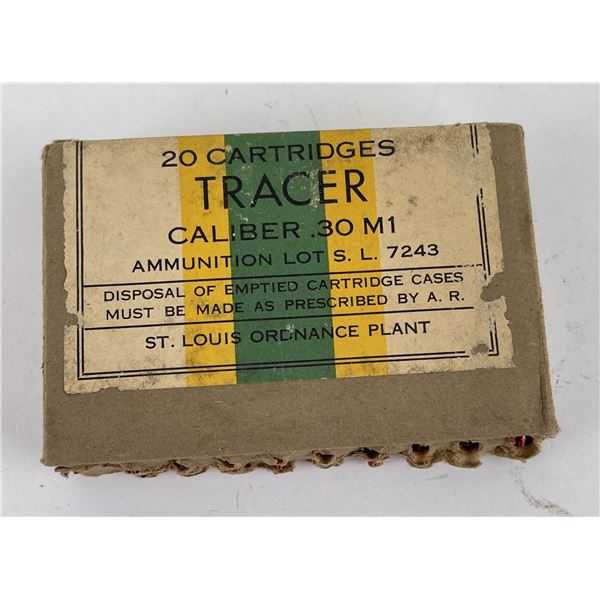 20 CARTRIDGES
TRACER
CALIBER .30 M1
AMMUNITION LOT S. L. 7243
DISPOSAL OF EMPTIED CARTRIDGE CASES
MUST BE MADE AS PRESCRIBED BY A. R.
ST. LOUIS ORDNANCE PLANT